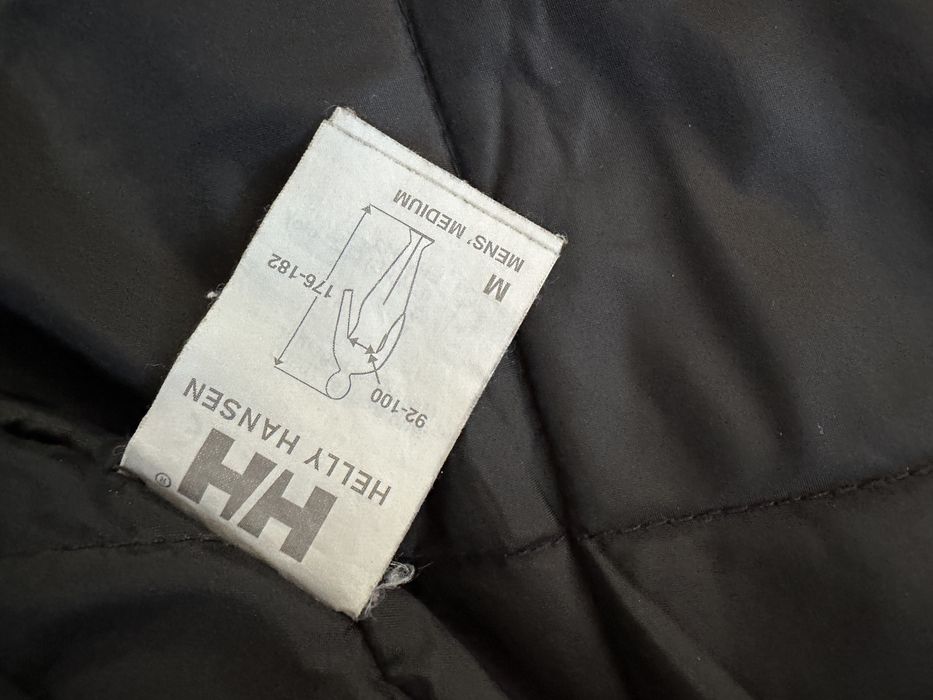 HH®
HELLY HANSEN
92-100
176-182
M
MENS' MEDIUM